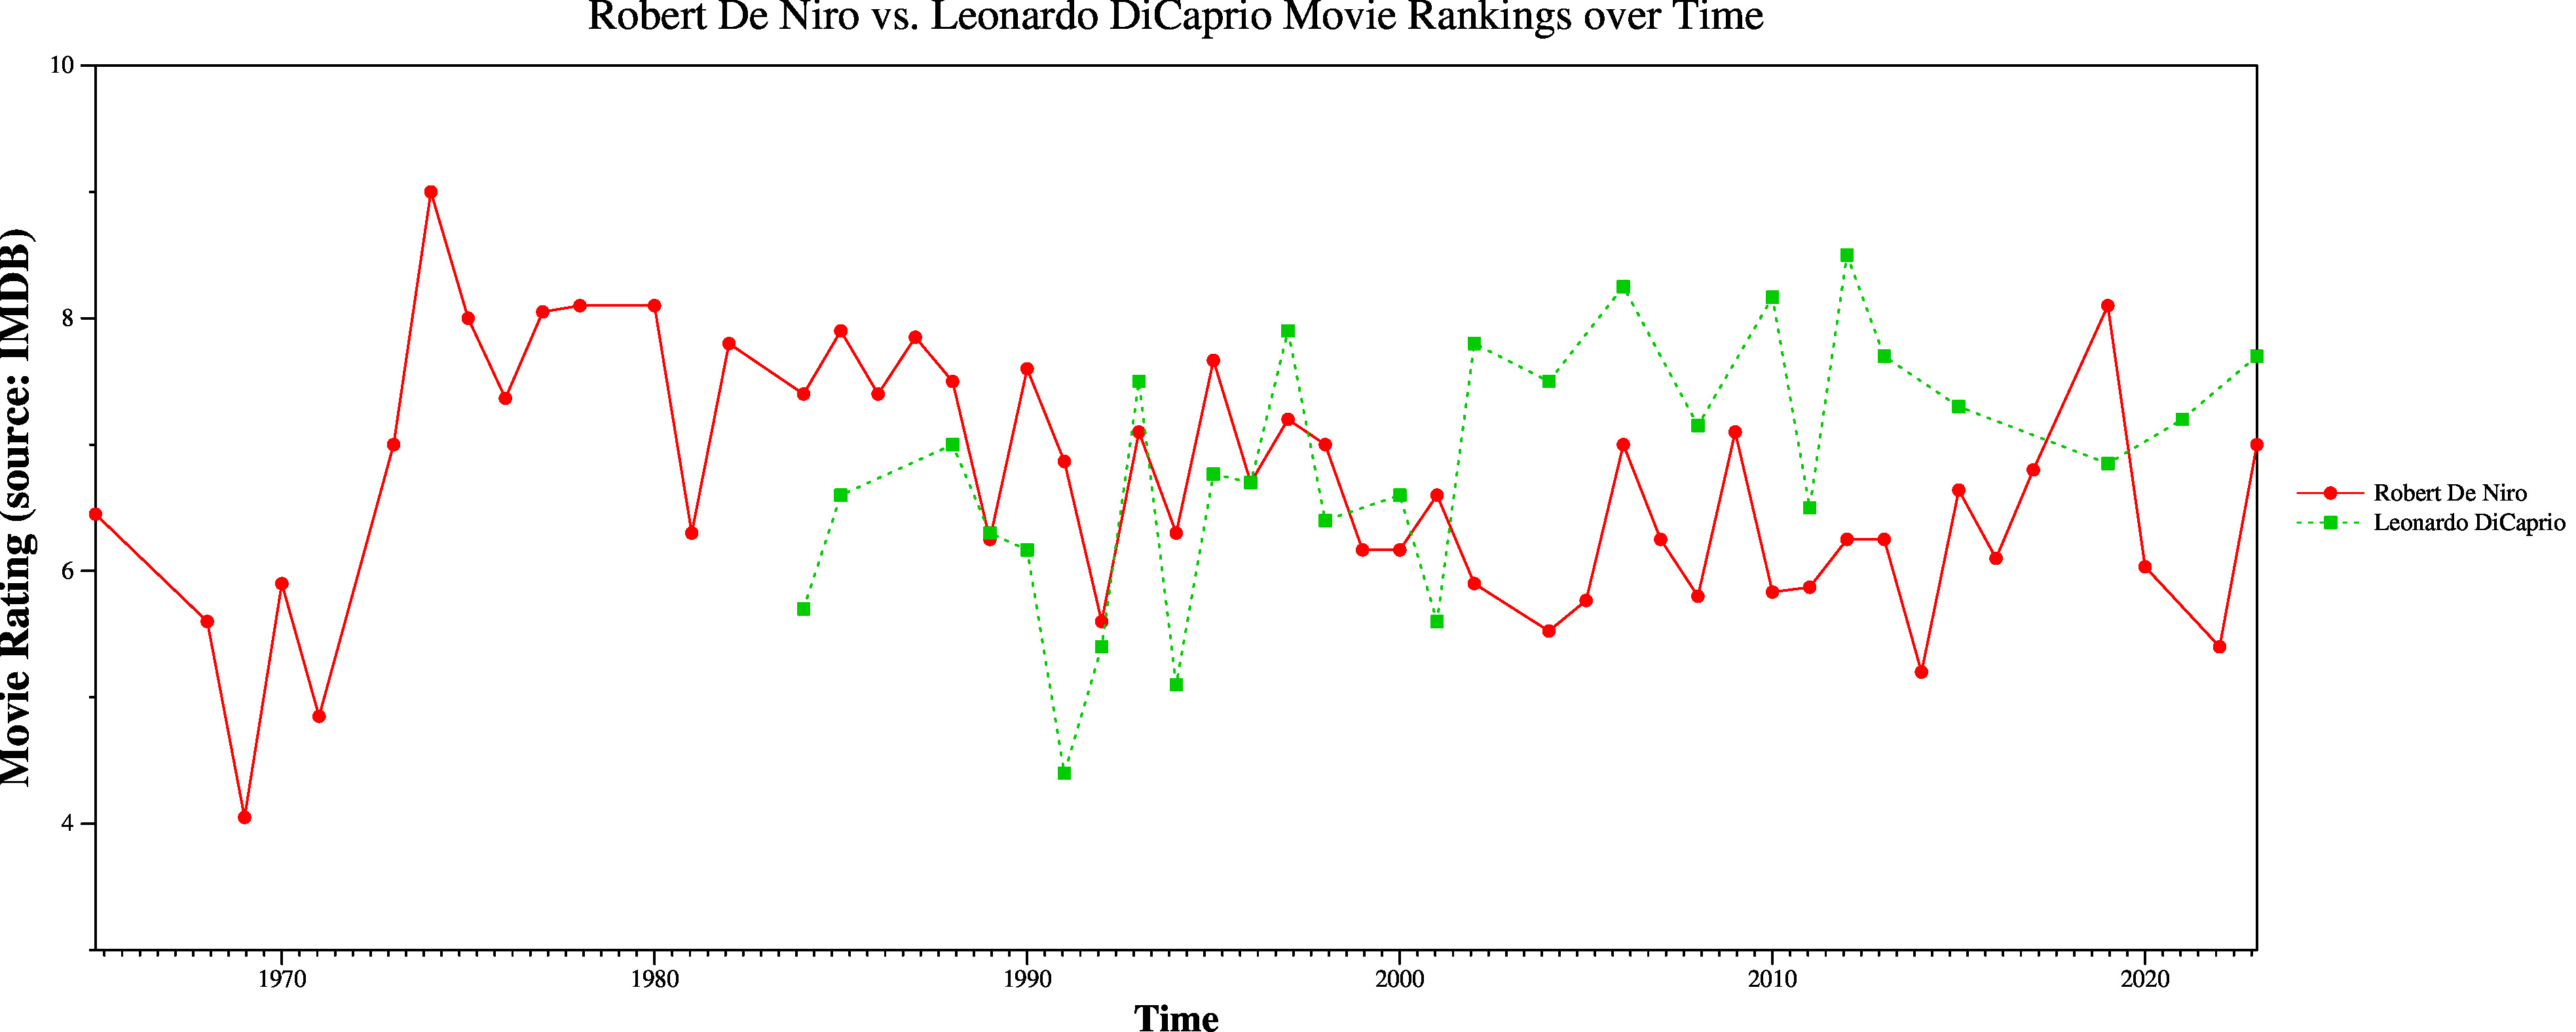 Robert De Niro vs. Leonardo DiCaprio Movie Rankings over Time
Movie Rating (source: IMDB)
10
8
6
4
1970
1980
1990
2000
2010
2020
Time
Robert De Niro
Leonardo DiCaprio